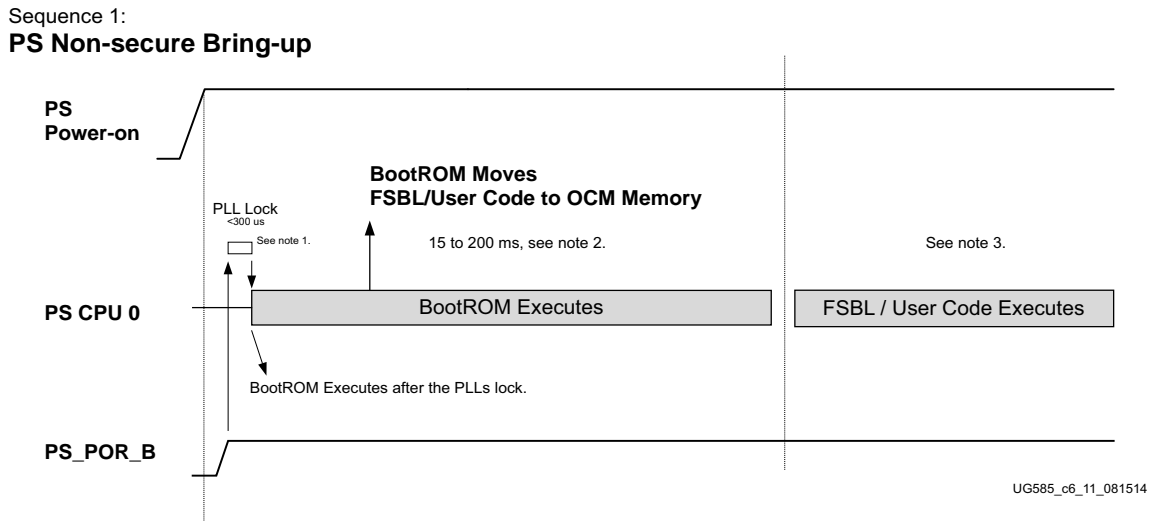 Sequence 1:
PS Non-secure Bring-up
PS
Power-on
BootROM Moves
FSBL/User Code to OCM Memory
PLL Lock
<300 us
See note 1.
15 to 200 ms, see note 2.
See note 3.
PS CPU 0
BootROM Executes
FSBL / User Code Executes
BootROM Executes after the PLLs lock.
PS_POR_B
UG585_c6_11_081514